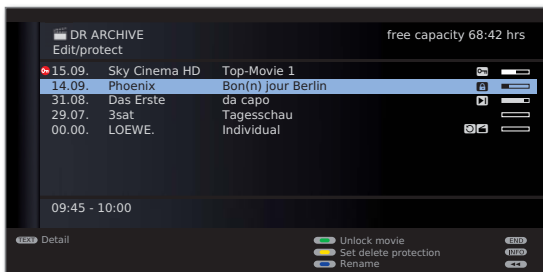 DR ARCHIVE free capacity 68:42 hrs
Edit/protect
15.09. Sky Cinema HD Top-Movie 1
14.09. Phoenix Bon(n) jour Berlin
31.08. Das Erste da capo
29.07. 3sat Tagesschau
00.00. LOEWE. Individual
09:45 - 10:00
TEXT Detail Unlock movie END
Set delete protection INFO
Rename